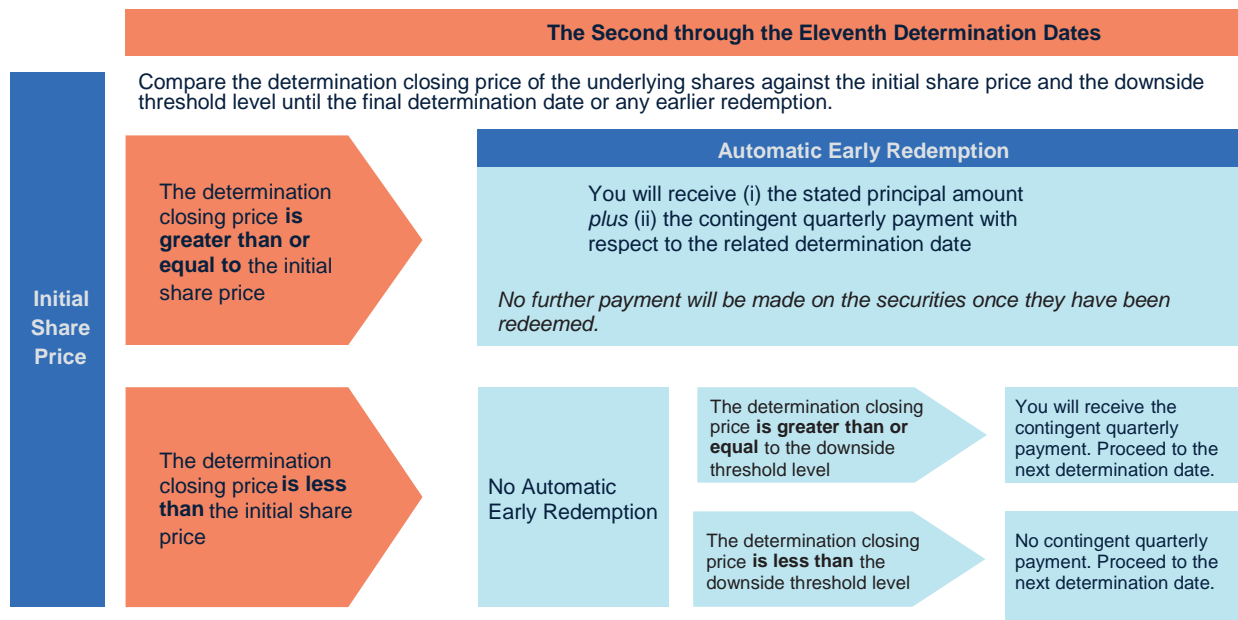 The Second through the Eleventh Determination Dates
Compare the determination closing price of the underlying shares against the initial share price and the downside
threshold level until the final determination date or any earlier redemption.
Initial
Share
Price
The determination
closing price is
greater than or
equal to the initial
share price
Automatic Early Redemption
You will receive (i) the stated principal amount
plus (ii) the contingent quarterly payment with
respect to the related determination date
No further payment will be made on the securities once they have been
redeemed.
The determination
closing price is less
than the initial share
price
No Automatic
Early Redemption
The determination closing
price is greater than or
equal to the downside
threshold level
You will receive the
contingent quarterly
payment. Proceed to the
next determination date.
The determination closing
price is less than the
downside threshold level
No contingent quarterly
payment. Proceed to the
next determination date.